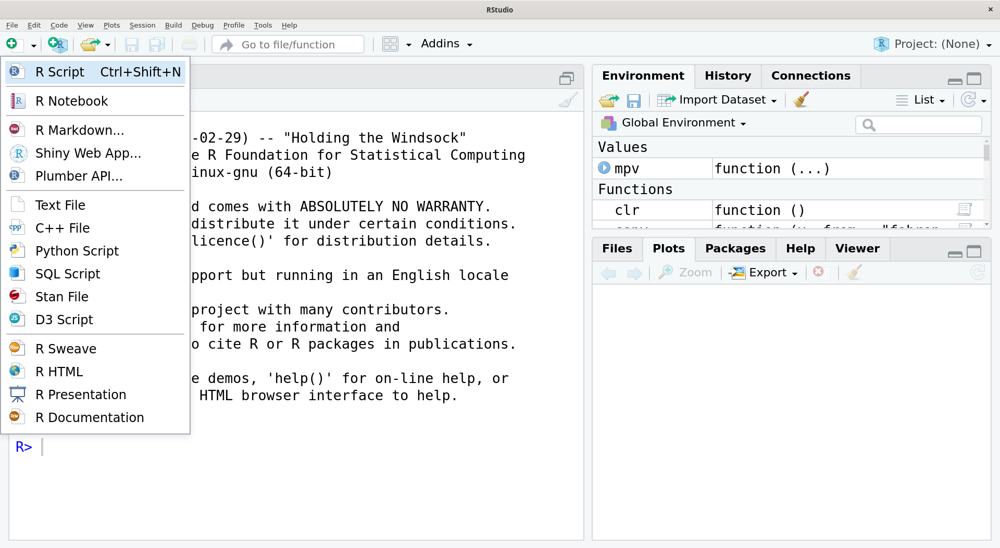 RStudio
File Edit Code View Plots Session Build Debug Profile Tools Help
Go to file/function
Addins
Project: (None)
R Script Ctrl+Shift+N
R Notebook
R Markdown...
Shiny Web App...
Plumber API...
Text File
C++ File
Python Script
SQL Script
Stan File
D3 Script
R Sweave
R HTML
R Presentation
R Documentation
-02-29) -- "Holding the Windsock"
e R Foundation for Statistical Computing
inux-gnu (64-bit)
d comes with ABSOLUTELY NO WARRANTY.
distribute it under certain conditions.
licence()' for distribution details.
pport but running in an English locale
project with many contributors.
for more information and
o cite R or R packages in publications.
e demos, 'help()' for on-line help, or
HTML browser interface to help.
R>
Environment History Connections
Import Dataset List
Global Environment
Values
mpv function (...)
Functions
clr function ()
Files Plots Packages Help Viewer
Zoom Export